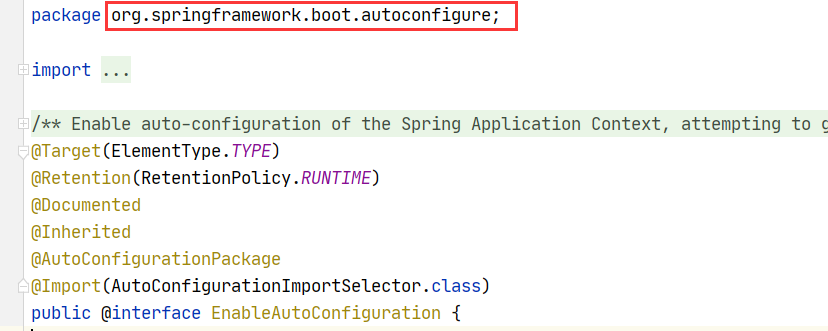 package org.springframework.boot.autoconfigure;
import ...
/** Enable auto-configuration of the Spring Application Context, attempting to g
@Target(ElementType.TYPE)
@Retention(RetentionPolicy.RUNTIME)
@Documented
@Inherited
@AutoConfigurationPackage
@Import(AutoConfigurationImportSelector.class)
public @interface EnableAutoConfiguration {